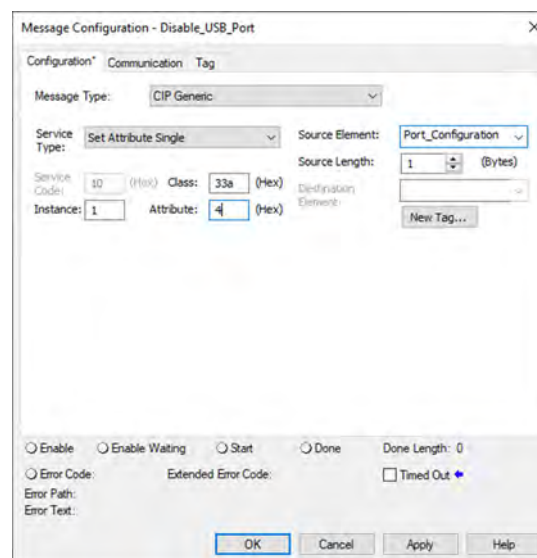 Message Configuration - Disable_USB_Port
Configuration* Communication Tag
Message Type: CIP Generic
Service Type: Set Attribute Single Source Element: Port_Configuration
Source Length: 1 (Bytes)
Service Code: 10 (Hex) Class: 33a (Hex) Destination Element:
Instance: 1 Attribute: 4 (Hex)
New Tag...
Enable Enable Waiting Start Done Done Length: 0
Error Code: Extended Error Code: Timed Out
Error Path:
Error Text:
OK Cancel Apply Help